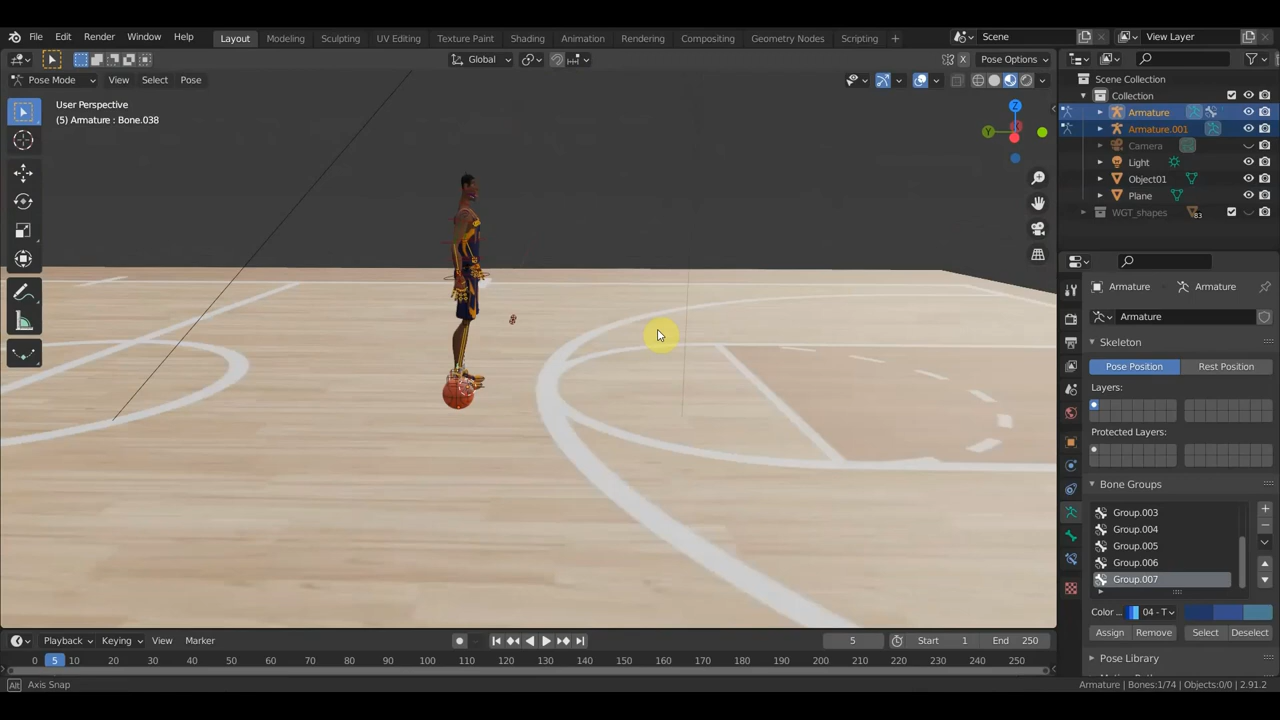 File Edit Render Window Help Layout Modeling Sculpting UV Editing Texture Paint Shading Animation Rendering Compositing Geometry Nodes Scripting + Scene View Layer
Global X Pose Options
Pose Mode View Select Pose
User Perspective
(5) Armature : Bone.038
Z
Y
Scene Collection
Collection
Armature
Armature.001
Camera
Light
Object01
Plane
WGT_shapes 83
Armature Armature
Armature
Skeleton
Pose Position Rest Position
Layers:
Protected Layers:
Bone Groups
Group.003
Group.004
Group.005
Group.006
Group.007
Color ... 04 - T
Assign Remove Select Deselect
Pose Library
Playback Keying View Marker 5 Start 1 End 250
0 5 10 20 30 40 50 60 70 80 90 100 110 120 130 140 150 160 170 180 190 200 210 220 230 240 250
Alt Axis Snap Armature | Bones:1/74 | Objects:0/0 | 2.91.2